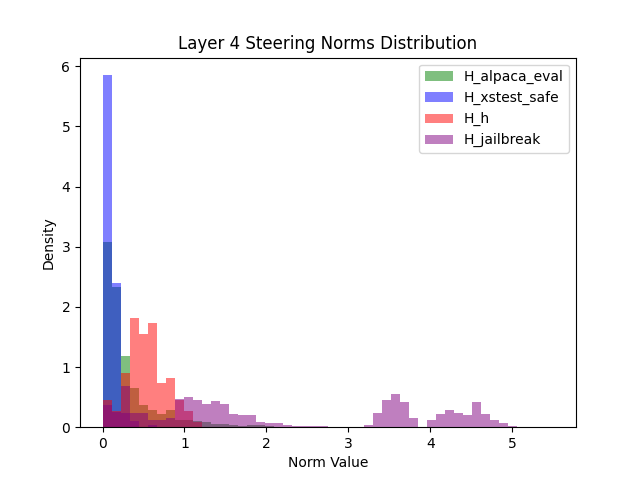 Layer 4 Steering Norms Distribution
H_alpaca_eval
H_xstest_safe
H_h
H_jailbreak
6
5
4
3
2
1
0
Density
0 1 2 3 4 5
Norm Value